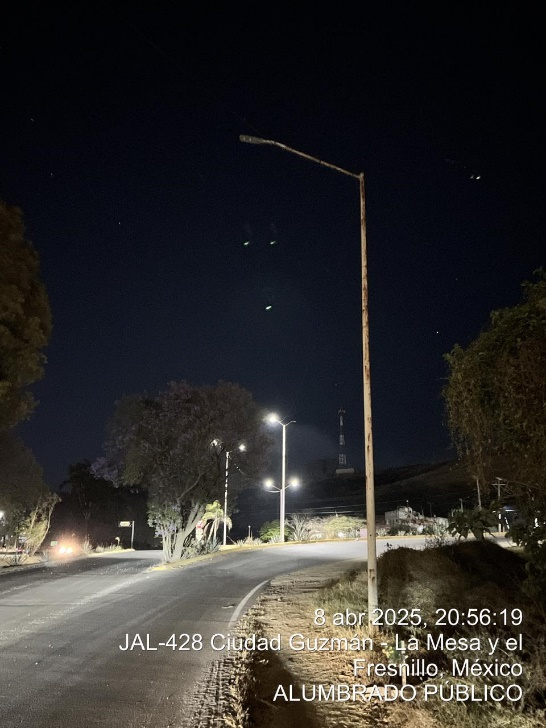 8 abr 2025, 20:56:19
JAL-428 Ciudad Guzmán - La Mesa y el
Fresnillo, México
ALUMBRADO PÚBLICO